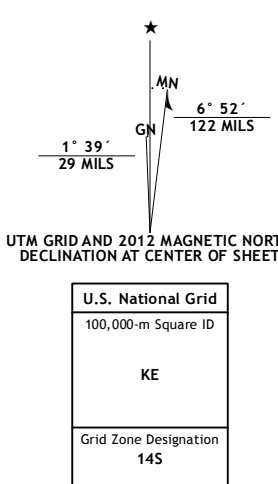 MN
GN
6° 52´
122 MILS
1° 39´
29 MILS
UTM GRID AND 2012 MAGNETIC NORT
DECLINATION AT CENTER OF SHEET
U.S. National Grid
100,000-m Square ID
KE
Grid Zone Designation
14S